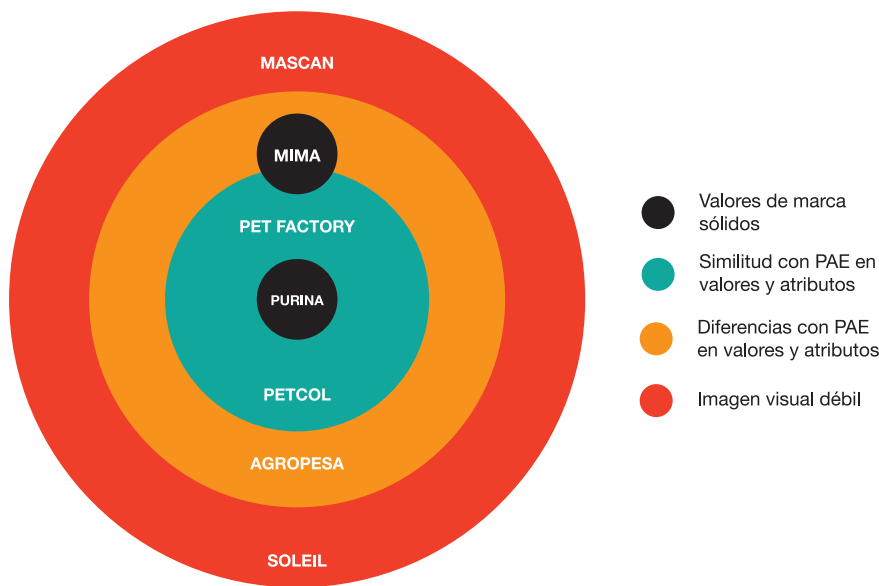 MASCAN
MIMA
PET FACTORY
PURINA
PETCOL
AGROPESA
SOLEIL
Valores de marca
sólidos
Similitud con PAE en
valores y atributos
Diferencias con PAE
en valores y atributos
Imagen visual débil